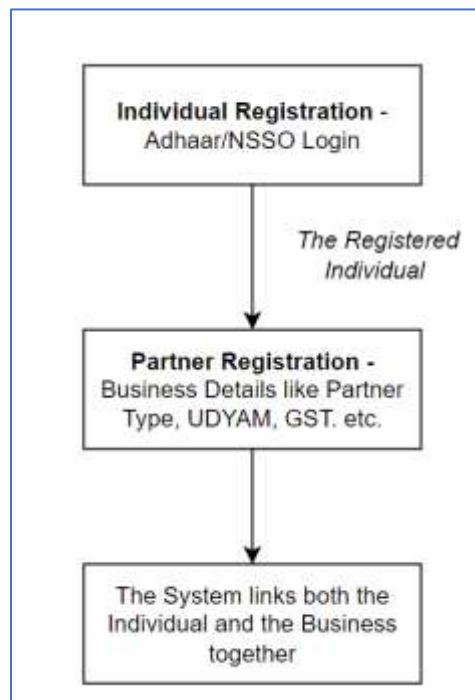 Individual Registration -
Adhaar/NSSO Login
The Registered
Individual
Partner Registration -
Business Details like Partner
Type, UDYAM, GST. etc.
The System links both the
Individual and the Business
together